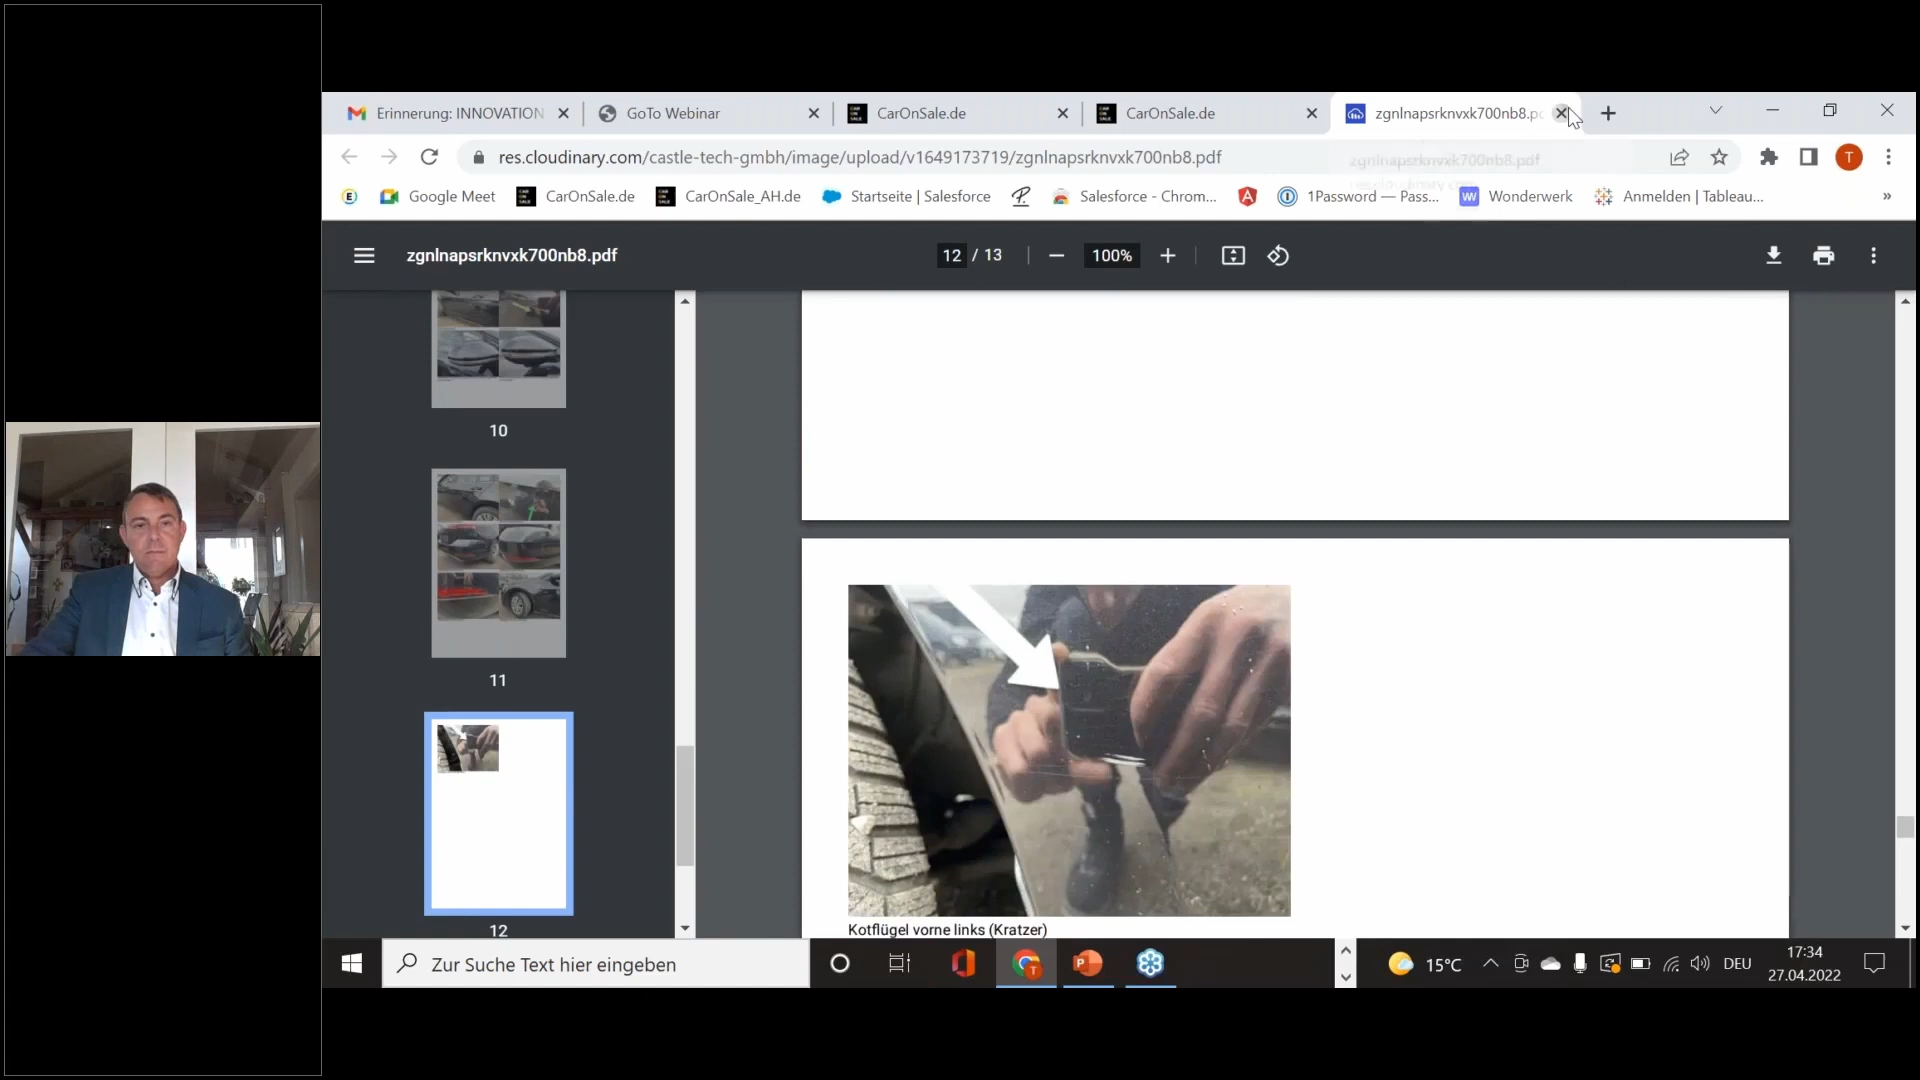 Erinnerung: INNOVATION
GoTo Webinar
CarOnSale.de
CarOnSale.de
zgnlnapsrknvxk700nb8.pd
res.cloudinary.com/castle-tech-gmbh/image/upload/v1649173719/zgnlnapsrknvxk700nb8.pdf
zgnlnapsrknvxk700nb8.pdf
T
E
Google Meet
CarOnSale.de
CarOnSale_AH.de
Startseite | Salesforce
Salesforce - Chrom...
1Password — Pass...
W
Wonderwerk
Anmelden | Tableau...
»
zgnlnapsrknvxk700nb8.pdf
12 / 13
100%
10
11
12
Kotflügel vorne links (Kratzer)
Zur Suche Text hier eingeben
15°C
DEU
17:34
27.04.2022